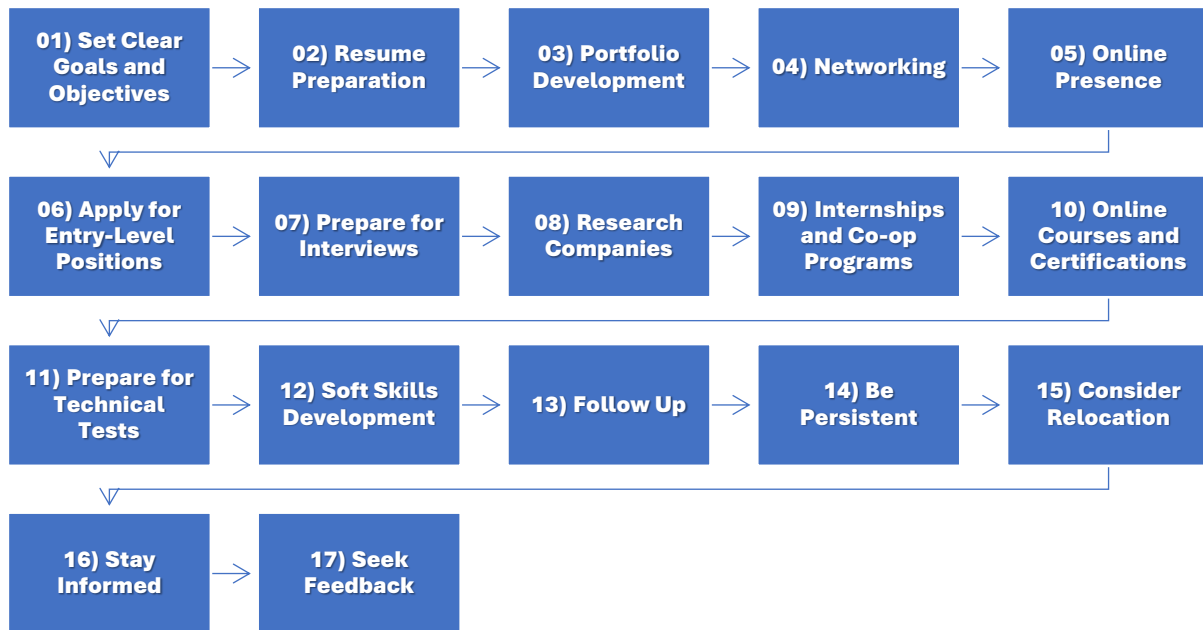 01) Set Clear
Goals and
Objectives
02) Resume
Preparation
03) Portfolio
Development
04) Networking
05) Online
Presence
06) Apply for
Entry-Level
Positions
07) Prepare for
Interviews
08) Research
Companies
09) Internships
and Co-op
Programs
10) Online
Courses and
Certifications
11) Prepare for
Technical
Tests
12) Soft Skills
Development
13) Follow Up
14) Be
Persistent
15) Consider
Relocation
16) Stay
Informed
17) Seek
Feedback